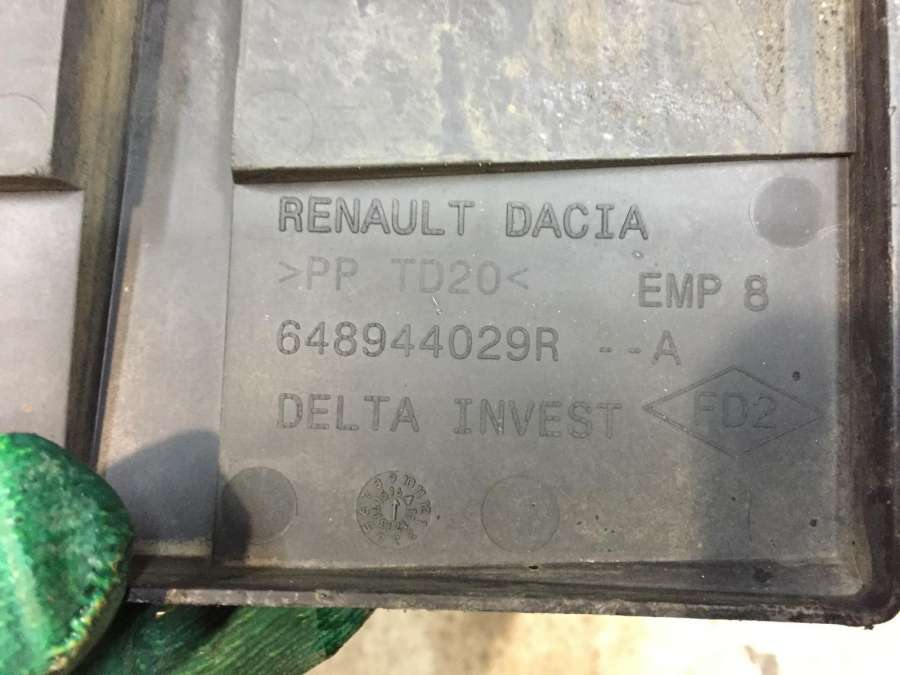 RENAULT DACIA
>PP TD20<
EMP 8
648944029R --A
DELTA INVEST
FD2